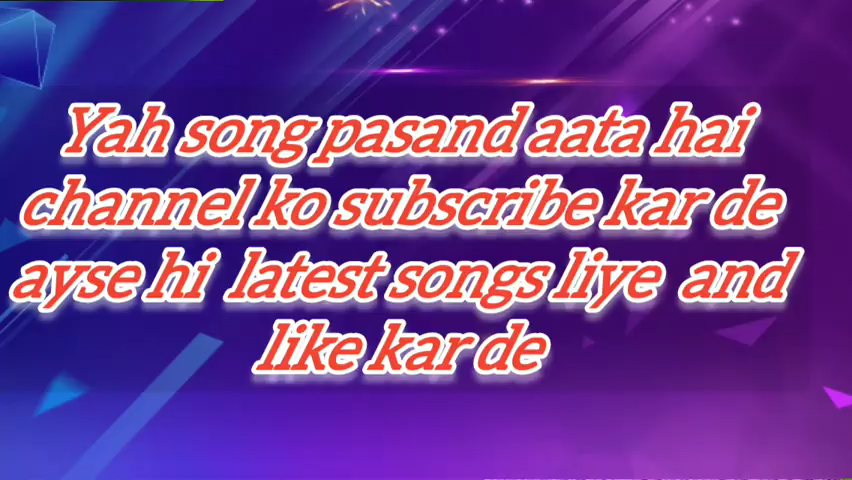 Yah song pasand aata hai
channel ko subscribe kar de
ayse hi latest songs liye and
like kar de